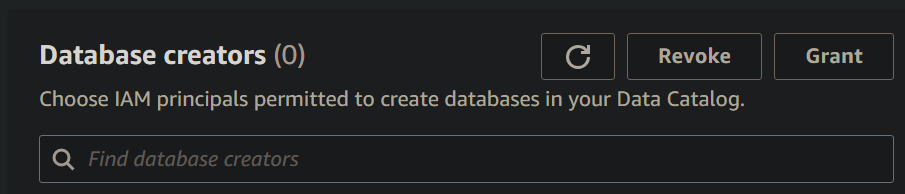 Database creators (0)
Revoke
Grant
Choose IAM principals permitted to create databases in your Data Catalog.
Find database creators